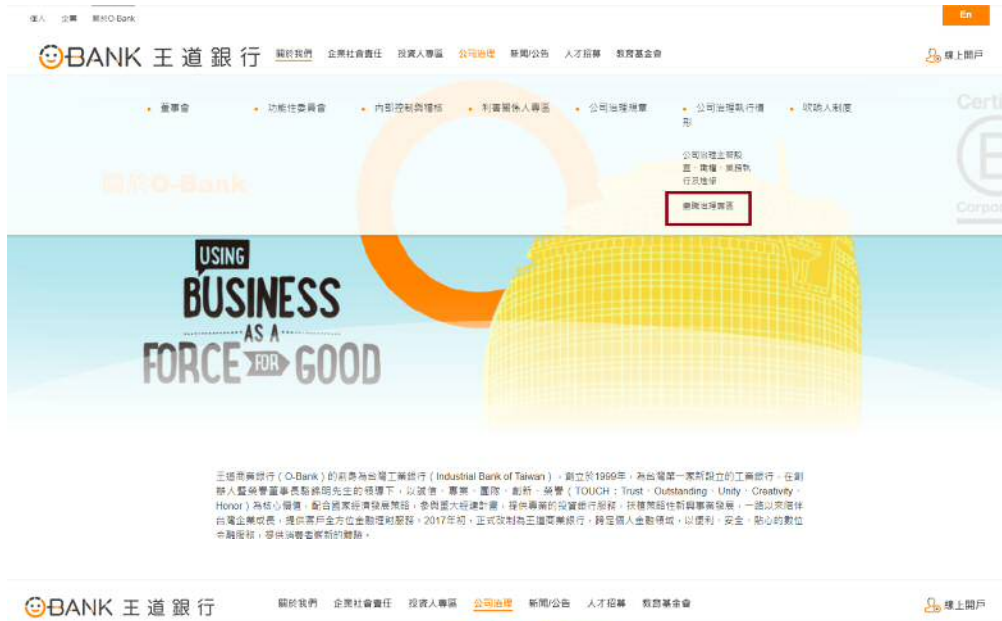 個人 企業 關於O-Bank
En
BANK 王道銀行 關於我們 企業社會責任 投資人專區 公司治理 新聞/公告 人才招募 教育基金會 線上開戶
• 董事會 • 功能性委員會 • 內部控制與稽核 • 利害關係人專區 • 公司治理規章 • 公司治理執行情 • 吹哨人制度
形
公司治理主管設
置、職權、業務執
行及進修
關於O-Bank
Certi
B
Corpor
USING
BUSINESS
AS A
FORCE FOR GOOD
王道商業銀行(O-Bank)的前身為台灣工業銀行(Industrial Bank of Taiwan),創立於1999年,為台灣第一家新設立的工業銀行。在創
辦人暨榮譽董事長駱錦明先生的領導下,以誠信、專業、團隊、創新、榮譽(TOUCH:Trust、Outstanding、Unity、Creativity、
Honor)為核心價值,配合國家經濟發展策略,參與重大經建計畫,提供專業的投資銀行服務,扶植策略性新興事業發展,一路以來陪伴
台灣企業成長,提供客戶全方位金融理財服務。2017年初,正式改制為王道商業銀行,跨足個人金融領域,以便利、安全、貼心的數位
金融服務,提供消費者嶄新的體驗。
BANK 王道銀行 關於我們 企業社會責任 投資人專區 公司治理 新聞/公告 人才招募 教育基金會 線上開戶